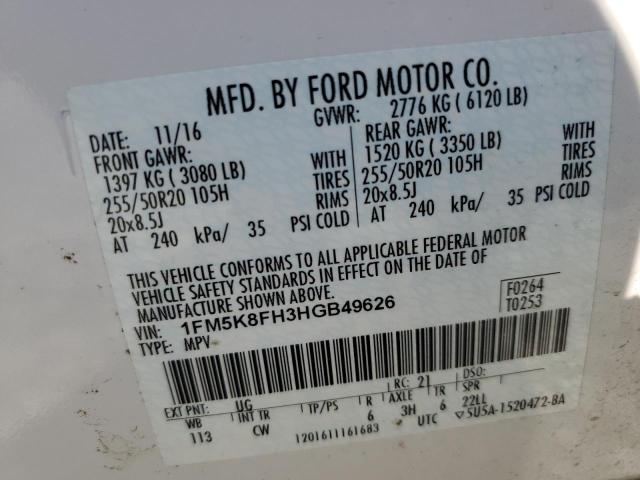 MFD. BY FORD MOTOR CO.
DATE: 11/16 GVWR: 2776 KG ( 6120 LB)
FRONT GAWR: REAR GAWR:
1397 KG ( 3080 LB) WITH 1520 KG ( 3350 LB) WITH
255/50R20 105H TIRES 255/50R20 105H TIRES
20x8.5J RIMS 20x8.5J RIMS
AT 240 kPa/ 35 PSI COLD AT 240 kPa/ 35 PSI COLD
THIS VEHICLE CONFORMS TO ALL APPLICABLE FEDERAL MOTOR
VEHICLE SAFETY STANDARDS IN EFFECT ON THE DATE OF
MANUFACTURE SHOWN ABOVE.
VIN: 1FM5K8FH3HGB49626 F0264
TYPE: MPV T0253
EXT PNT: UG RC: 21 DSO:
WB INT TR TP/PS R AXLE TR SPR
113 CW 6 3H 6 22LL
1201611161683 UTC ▽5U5A-1520472-BA